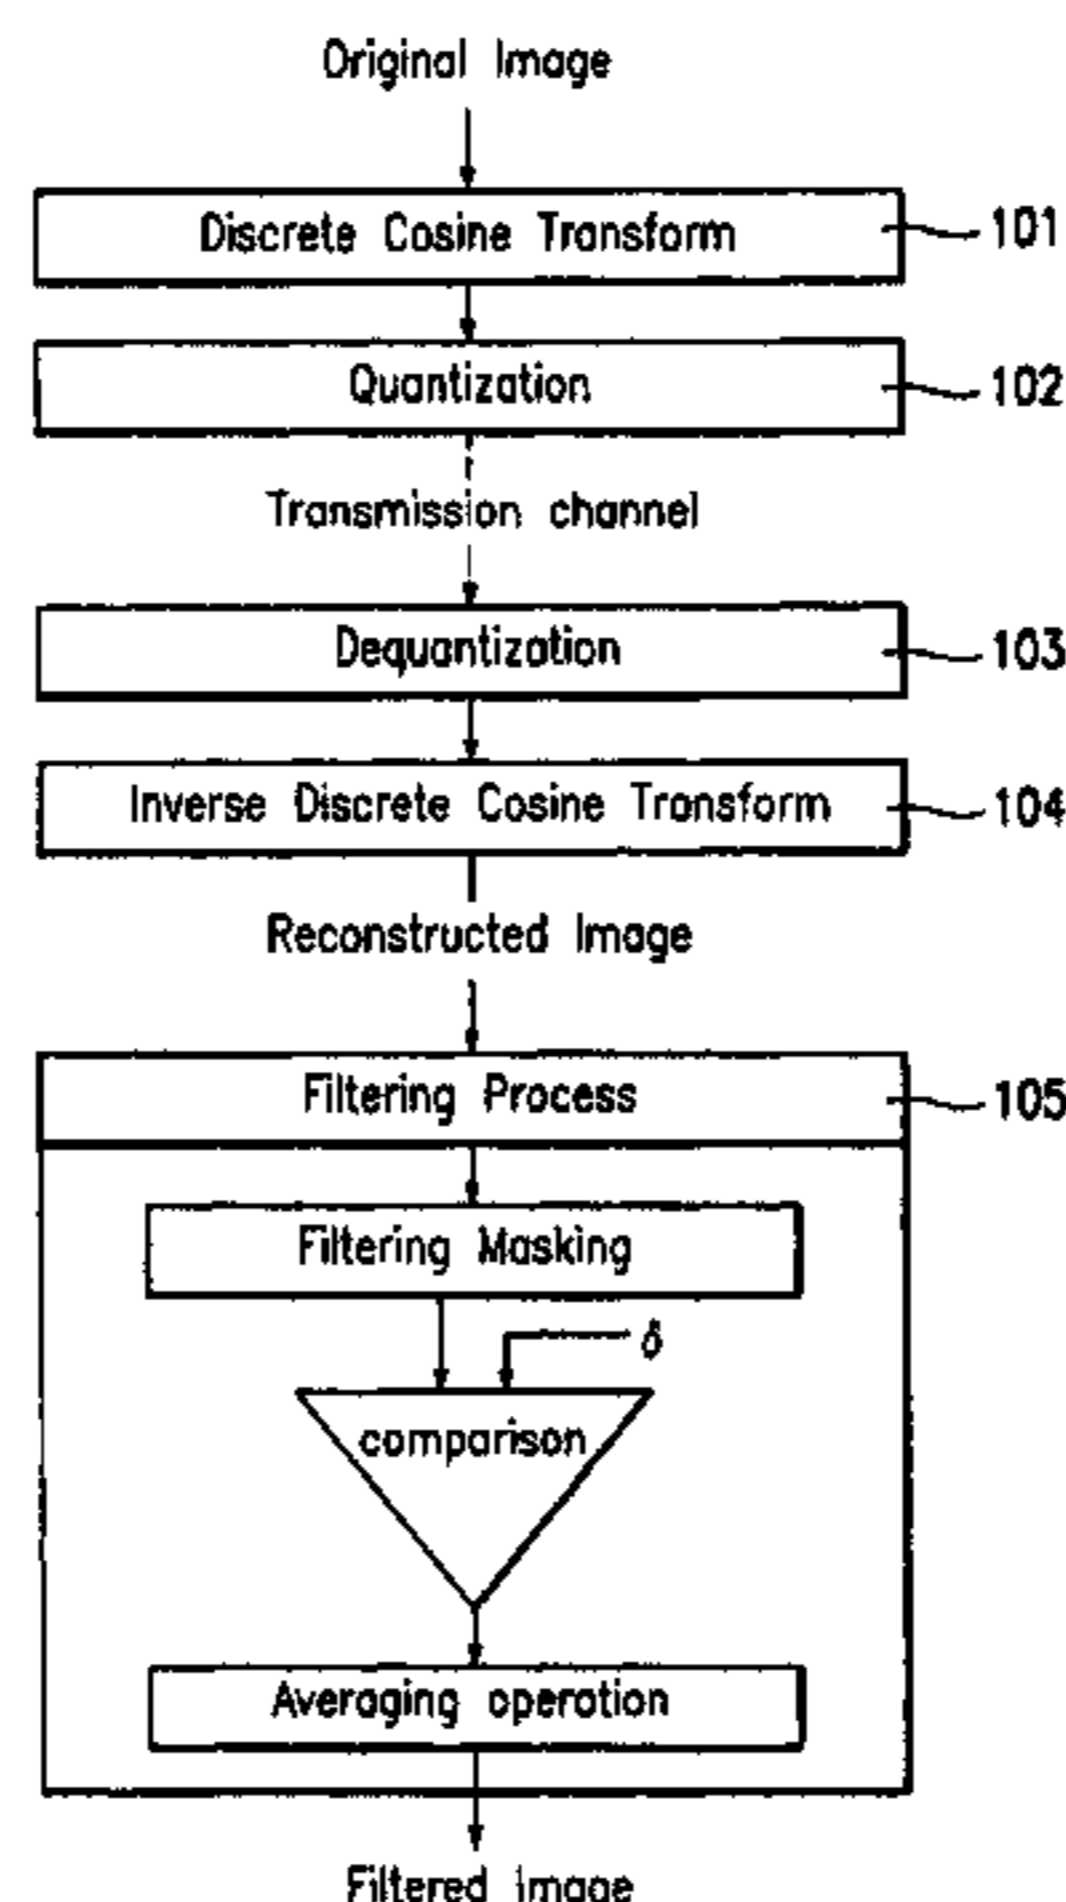 Original Image
Discrete Cosine Transform
101
Quantization
102
Transmission channel
Dequantization
103
Inverse Discrete Cosine Transform
104
Reconstructed Image
Filtering Process
105
Filtering Masking
δ
comparison
Averaging operation
Filtered image